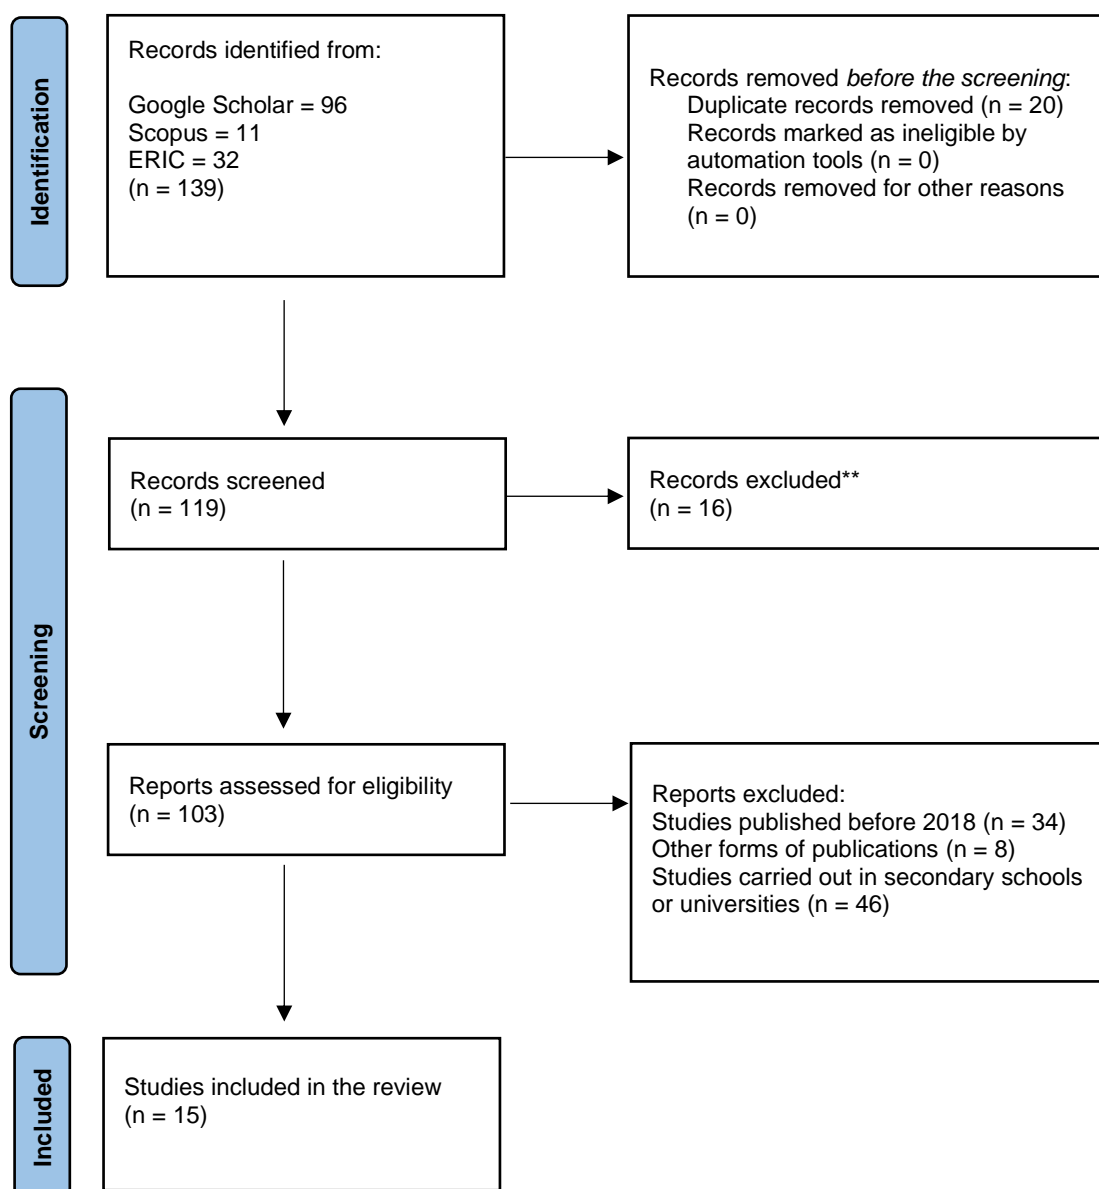 Identification
Records identified from:
Google Scholar = 96
Scopus = 11
ERIC = 32
(n = 139)
Records removed before the screening:
Duplicate records removed (n = 20)
Records marked as ineligible by
automation tools (n = 0)
Records removed for other reasons
(n = 0)
Screening
Records screened
(n = 119)
Records excluded**
(n = 16)
Reports assessed for eligibility
(n = 103)
Reports excluded:
Studies published before 2018 (n = 34)
Other forms of publications (n = 8)
Studies carried out in secondary schools
or universities (n = 46)
Included
Studies included in the review
(n = 15)